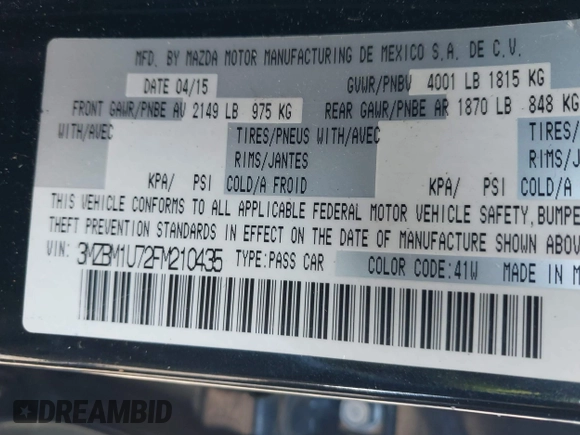 MFD. BY MAZDA MOTOR MANUFACTURING DE MEXICO S.A. DE C.V.
DATE 04/15 GVWR/PNBV 4001 LB 1815 KG
FRONT GAWR/PNBE AV 2149 LB 975 KG REAR GAWR/PNBE AR 1870 LB 848 KG
WITH/AVEC TIRES/PNEUS WITH/AVEC TIRES/
RIMS/JANTES RIMS/J
KPA/ PSI COLD/A FROID KPA/ PSI COLD/A
THIS VEHICLE CONFORMS TO ALL APPLICABLE FEDERAL MOTOR VEHICLE SAFETY, BUMPE
THEFT PREVENTION STANDARDS IN EFFECT ON THE DATE OF MANUFACTURE SHOWN ABOV
VIN: 3MZBM1U72FM210435 TYPE:PASS CAR COLOR CODE:41W MADE IN M
DREAMBID